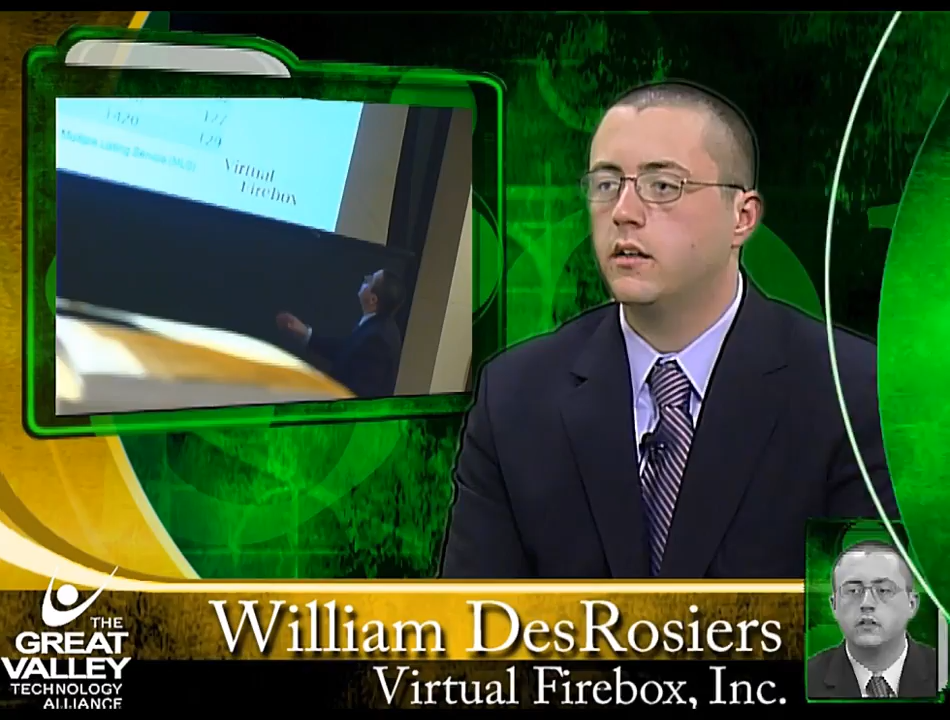 1420
127
129
Multiple Listing Service (MLS)
Virtual
Firebox
William DesRosiers
Virtual Firebox, Inc.
THE
GREAT
VALLEY
TECHNOLOGY
ALLIANCE